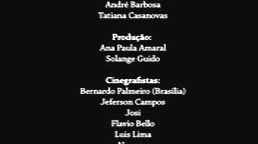 André Barbosa
Tatiana Casanovas
Produção:
Ana Paula Amaral
Solange Guido
Cinegrafistas:
Bernardo Palmeiro (Brasília)
Jeferson Campos
Josi
Flavio Bello
Luis Lima